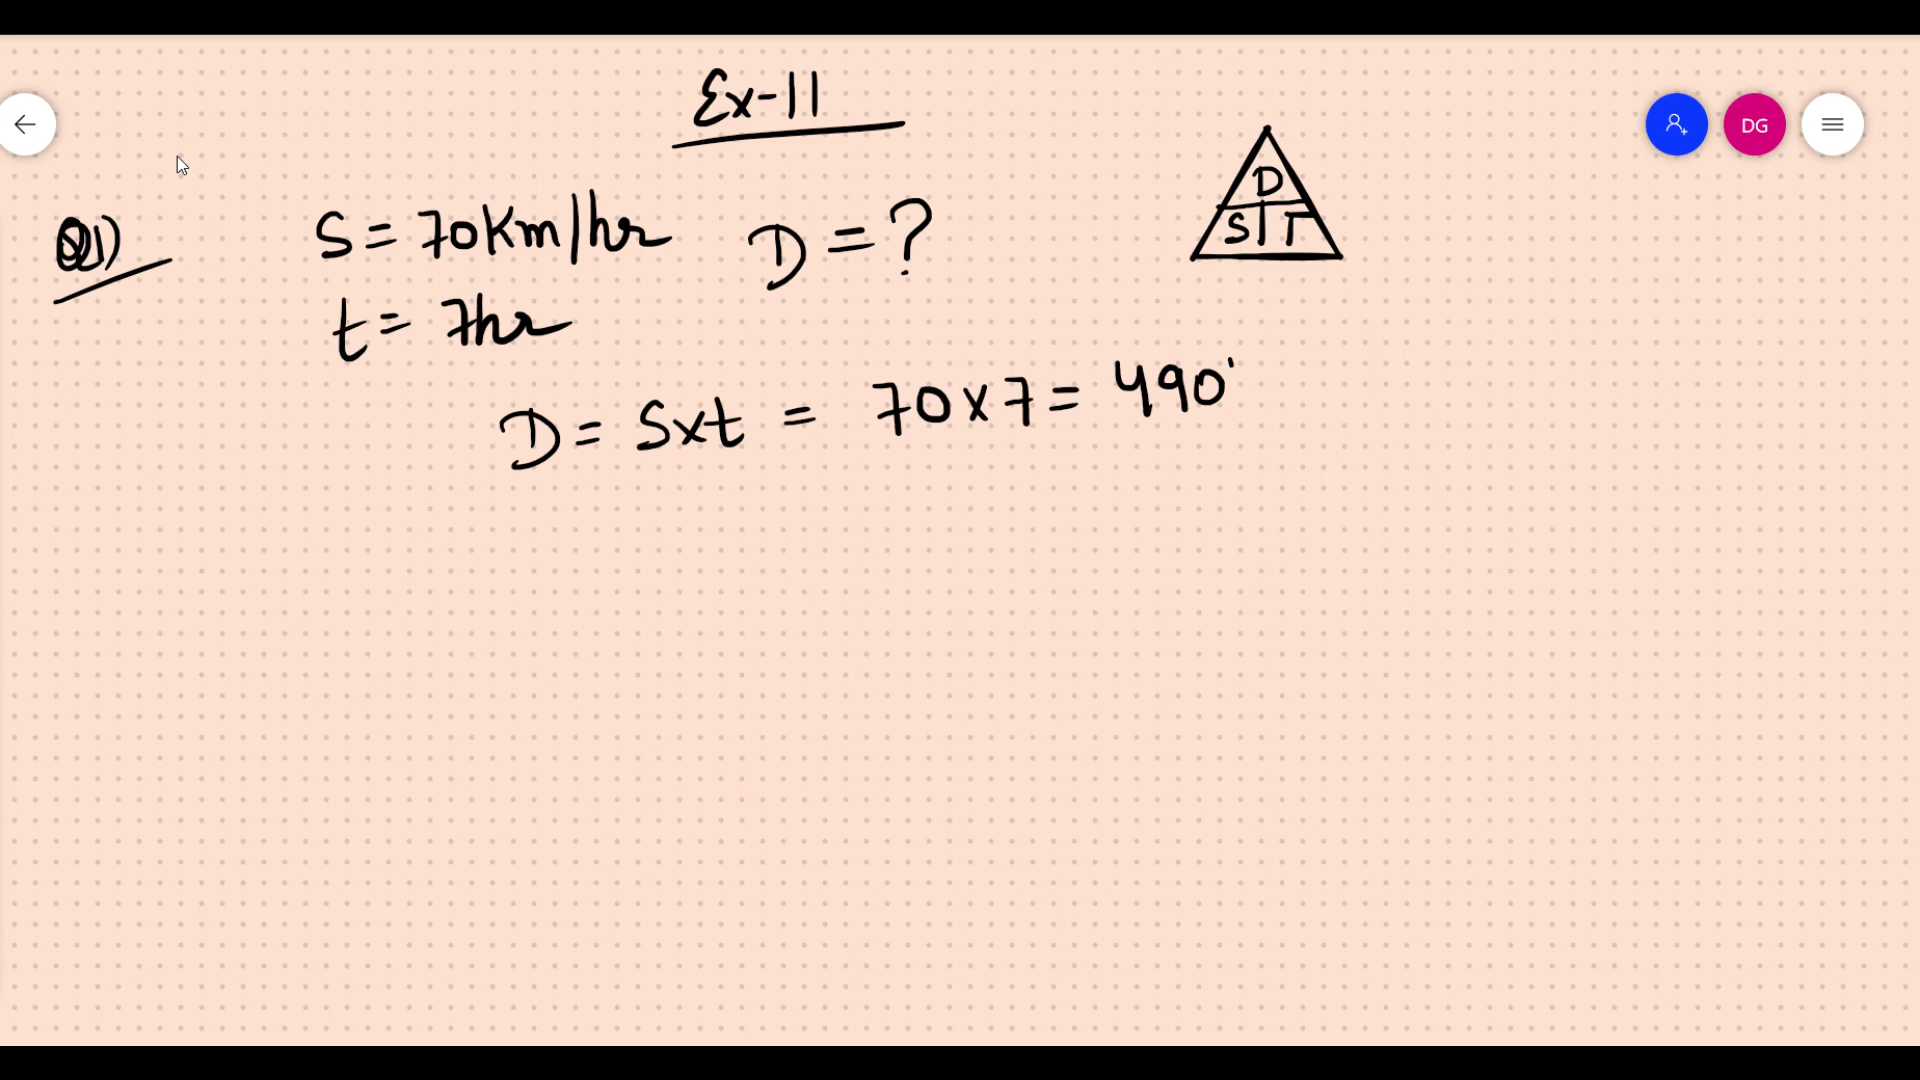 Ex-11
Q1) S = 70Km/hr D = ?
t = 7hr
D = S x t = 70 x 7 = 490
D
S T
DG